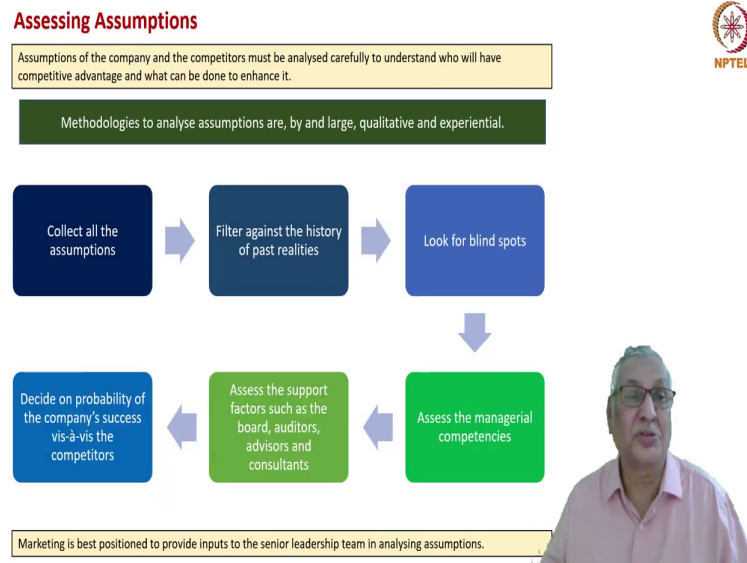 Assessing Assumptions
Assumptions of the company and the competitors must be analysed carefully to understand who will have
competitive advantage and what can be done to enhance it.
Methodologies to analyse assumptions are, by and large, qualitative and experiential.
Collect all the
assumptions
Filter against the history
of past realities
Look for blind spots
Assess the managerial
competencies
Assess the support
factors such as the
board, auditors,
advisors and
consultants
Decide on probability of
the company's success
vis-à-vis the
competitors
Marketing is best positioned to provide inputs to the senior leadership team in analysing assumptions.
NPTEL